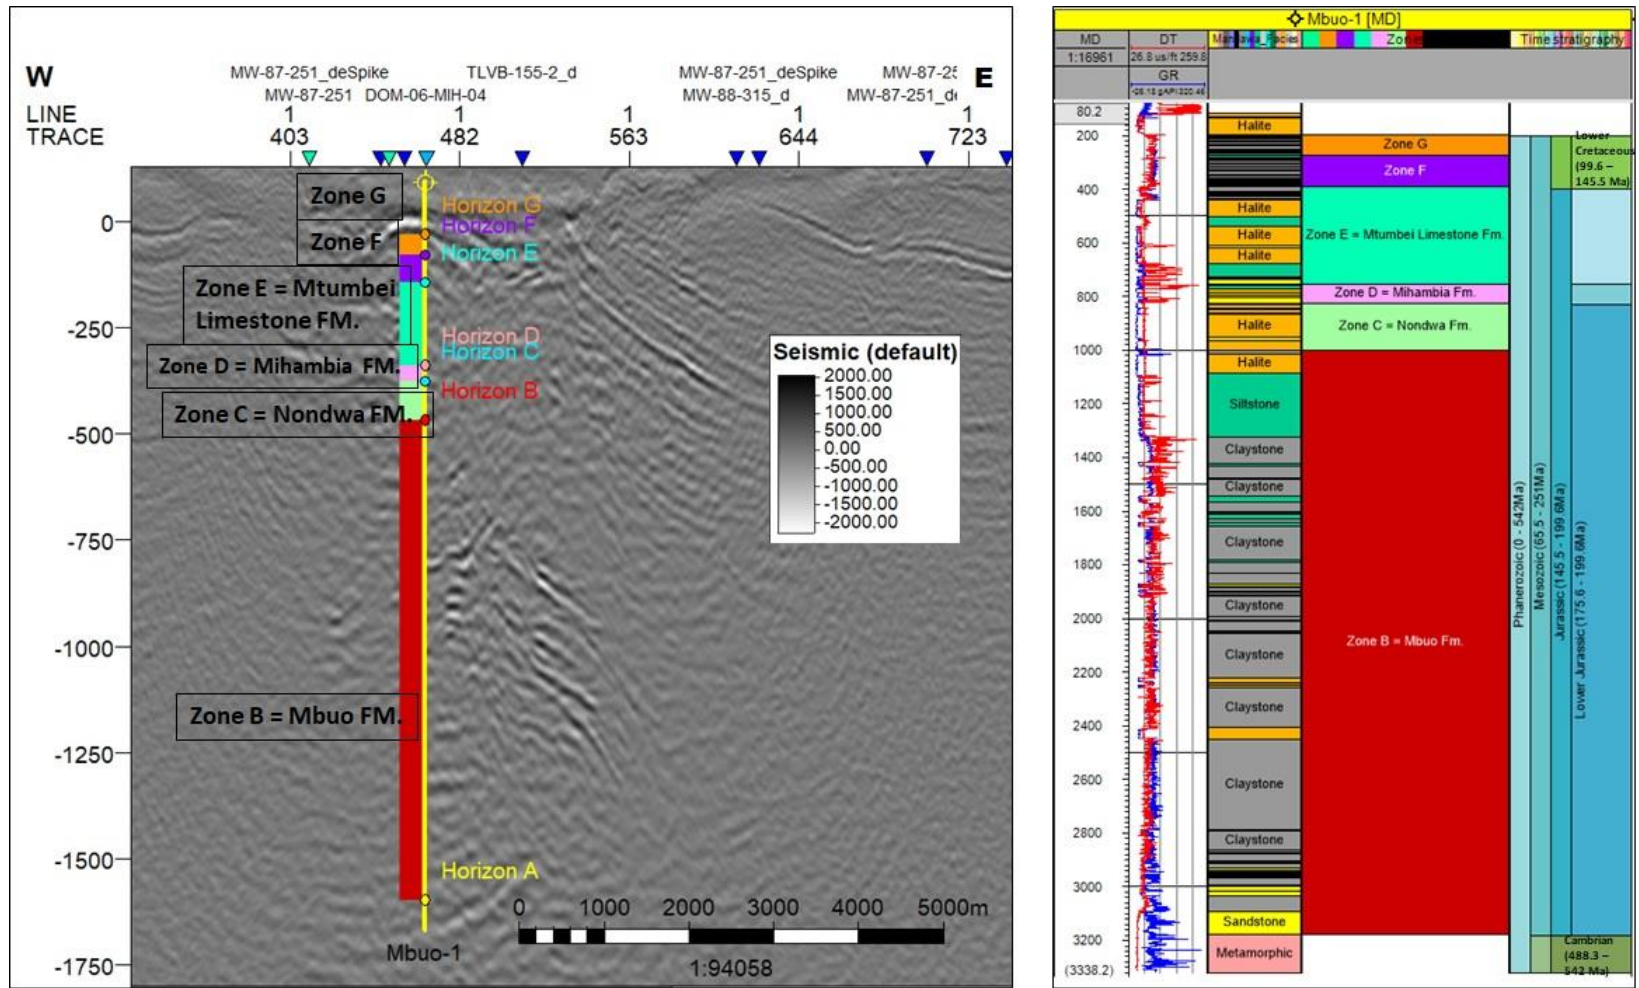 W
E
MW-87-251_deSpike TLVB-155-2_d MW-87-251_deSpike
MW-87-251 DOM-06-MIH-04 MW-88-315_d
LINE 1 1 1 1 1
TRACE 403 482 563 644 723
0
-250
-500
-750
-1000
-1250
-1500
-1750
Zone G
Zone F
Zone E = Mtumbei
Limestone FM.
Zone D = Mihambia FM.
Zone C = Nondwa FM.
Zone B = Mbuo FM.
Horizon G
Horizon F
Horizon E
Horizon D
Horizon C
Horizon B
Horizon A
Seismic (default)
2000.00
1500.00
1000.00
500.00
0.00
-500.00
-1000.00
-1500.00
-2000.00
0 1000 2000 3000 4000 5000m
1:94058
Mbuo-1
Mbuo-1 [MD]
MD DT Time stratigraphy
1:16961 26.8 us/ft 259.8
GR
80.2
200
400
600
800
1000
1200
1400
1600
1800
2000
2200
2400
2600
2800
3000
3200
(3338.2)
Halite
Halite
Halite
Halite
Halite
Halite
Siltstone
Claystone
Claystone
Claystone
Claystone
Claystone
Claystone
Claystone
Claystone
Sandstone
Metamorphic
Zone G
Zone F
Zone E = Mtumbei Limestone Fm.
Zone D = Mihambia Fm.
Zone C = Nondwa Fm.
Zone B = Mbuo Fm.
Phanerozoic (0 - 542Ma)
Mesozoic (65.5 - 251Ma)
Jurassic (145.5 - 199.6Ma)
Lower Jurassic (175.6 - 199.6Ma)
Lower
Cretaceous
(99.6 –
145.5 Ma)
Cambrian
(488.3 –
542 Ma)